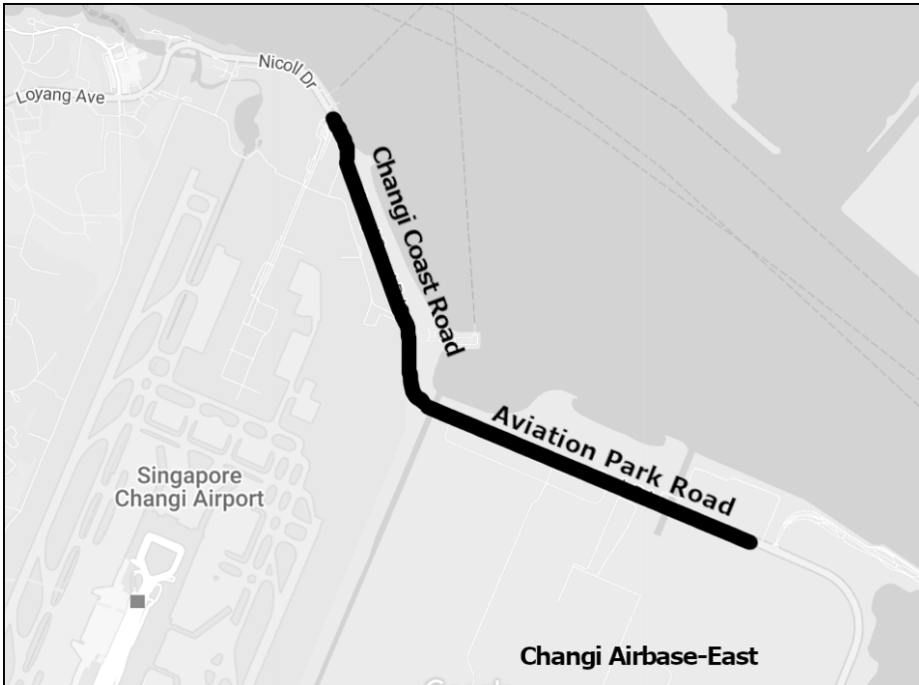 Nicoll Dr
Loyang Ave
Changi Coast Road
Aviation Park Road
Singapore
Changi Airport
Changi Airbase-East